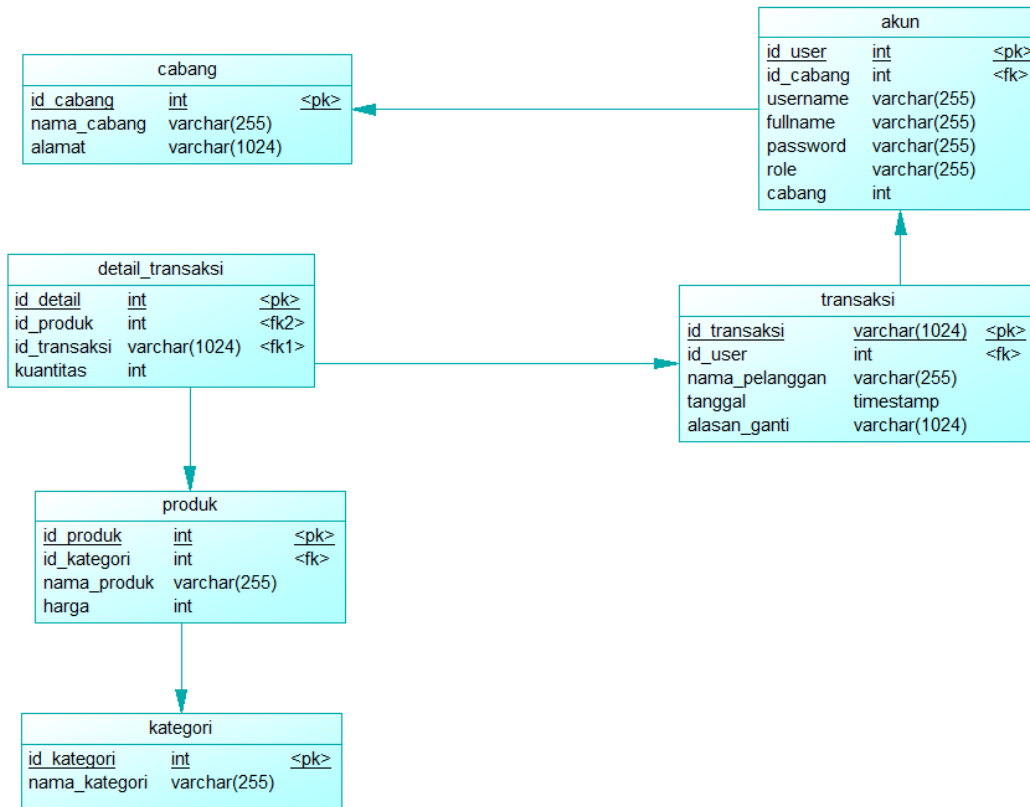 cabang
id_cabang int <pk>
nama_cabang varchar(255)
alamat varchar(1024)
akun
id_user int <pk>
id_cabang int <fk>
username varchar(255)
fullname varchar(255)
password varchar(255)
role varchar(255)
cabang int
detail_transaksi
id_detail int <pk>
id_produk int <fk2>
id_transaksi varchar(1024) <fk1>
kuantitas int
transaksi
id_transaksi varchar(1024) <pk>
id_user int <fk>
nama_pelanggan varchar(255)
tanggal timestamp
alasan_ganti varchar(1024)
produk
id_produk int <pk>
id_kategori int <fk>
nama_produk varchar(255)
harga int
kategori
id_kategori int <pk>
nama_kategori varchar(255)